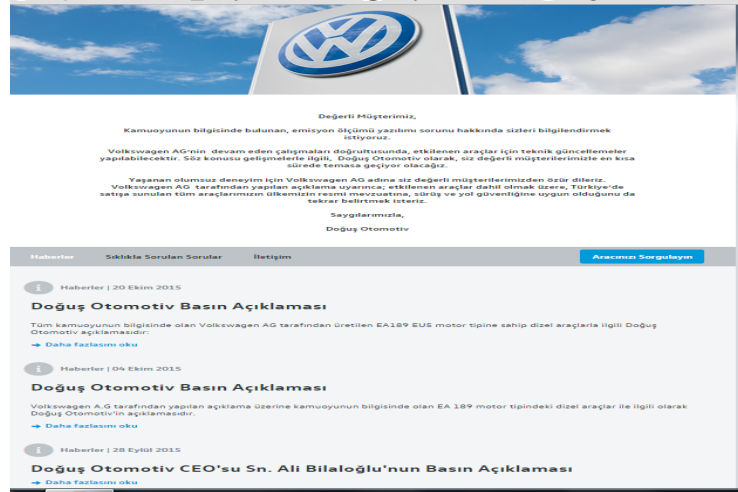 Değerli Müşterimiz,
Kamuoyunun bilgisinde bulunan, emisyon ölçümü yazılımı sorunu hakkında sizleri bilgilendirmek
istiyoruz.
Volkswagen AG'nin devam eden çalışmaları doğrultusunda, etkilenen araçlar için teknik güncellemeler
yapılabilecektir. Söz konusu gelişmelerle ilgili, Doğuş Otomotiv olarak, siz değerli müşterilerimizle en kısa
sürede temasa geçiyor olacağız.
Yaşanan olumsuz deneyim için Volkswagen AG adına siz değerli müşterilerimizden özür dileriz.
Volkswagen AG tarafından yapılan açıklama uyarınca; etkilenen araçlar dahil olmak üzere, Türkiye'de
satışa sunulan tüm araçlarımızın ülkemizin resmi mevzuatına, sürüş ve yol güvenliğine uygun olduğunu da
tekrar belirtmek isteriz.
Saygılarımızla,
Doğuş Otomotiv
Haberler Sıklıkla Sorulan Sorular İletişim Aracınızı Sorgulayın
Haberler | 20 Ekim 2015
Doğuş Otomotiv Basın Açıklaması
Tüm kamuoyunun bilgisinde olan Volkswagen AG tarafından üretilen EA189 EU5 motor tipine sahip dizel araçlarla ilgili Doğuş
Otomotiv açıklamasıdır:
→ Daha fazlasını oku
Haberler | 04 Ekim 2015
Doğuş Otomotiv Basın Açıklaması
Volkswagen A.G tarafından yapılan açıklama üzerine kamuoyunun bilgisinde olan EA 189 motor tipindeki dizel araçlar ile ilgili olarak
Doğuş Otomotiv'in açıklamasıdır.
→ Daha fazlasını oku
Haberler | 28 Eylül 2015
Doğuş Otomotiv CEO'su Sn. Ali Bilaloğlu'nun Basın Açıklaması
→ Daha fazlasını oku